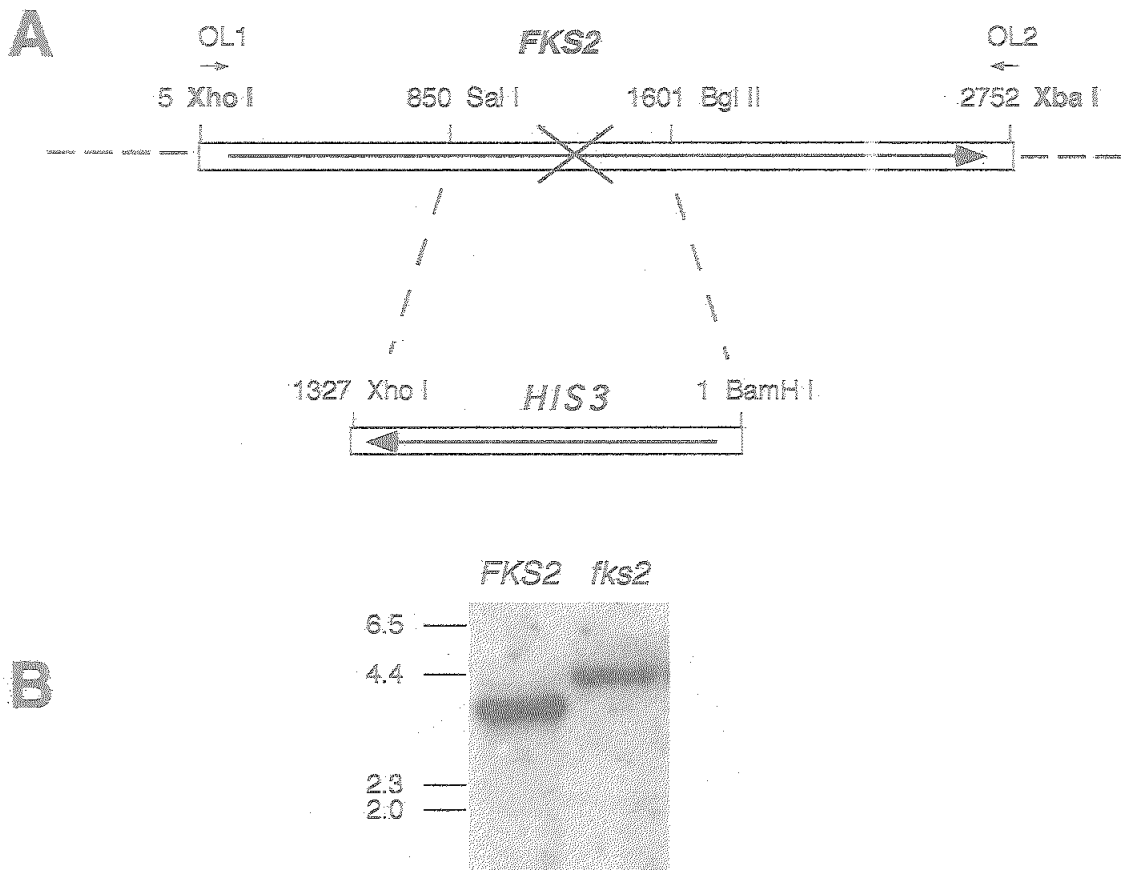 A
OL1 FKS2 OL2
5 Xho I 850 Sal I 1601 Bgl II 2752 Xba I
1327 Xho I HIS3 1 BamH I
FKS2 fks2
6.5
4.4
B
2.3
2.0